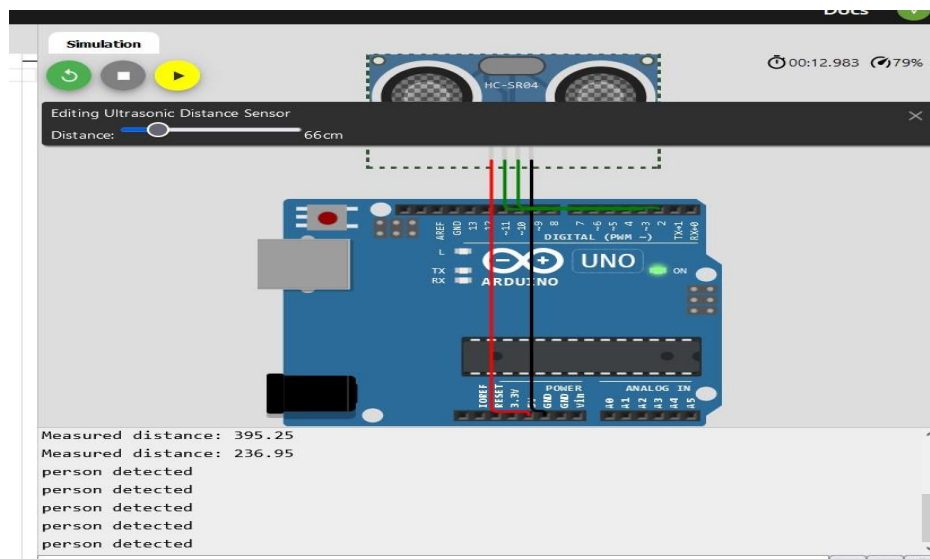 Docs
Simulation
00:12.983 79%
HC-SR04
Editing Ultrasonic Distance Sensor
Distance: 66cm
AREF
GND
13
12
~11
~10
~9
8
7
~6
~5
4
~3
2
TX→1
RX←0
DIGITAL (PWM ~)
L
TX
RX
UNO
ARDUINO
ON
IOREF
RESET
3.3V
5V
GND
GND
Vin
POWER
ANALOG IN
A0
A1
A2
A3
A4
A5
Measured distance: 395.25
Measured distance: 236.95
person detected
person detected
person detected
person detected
person detected